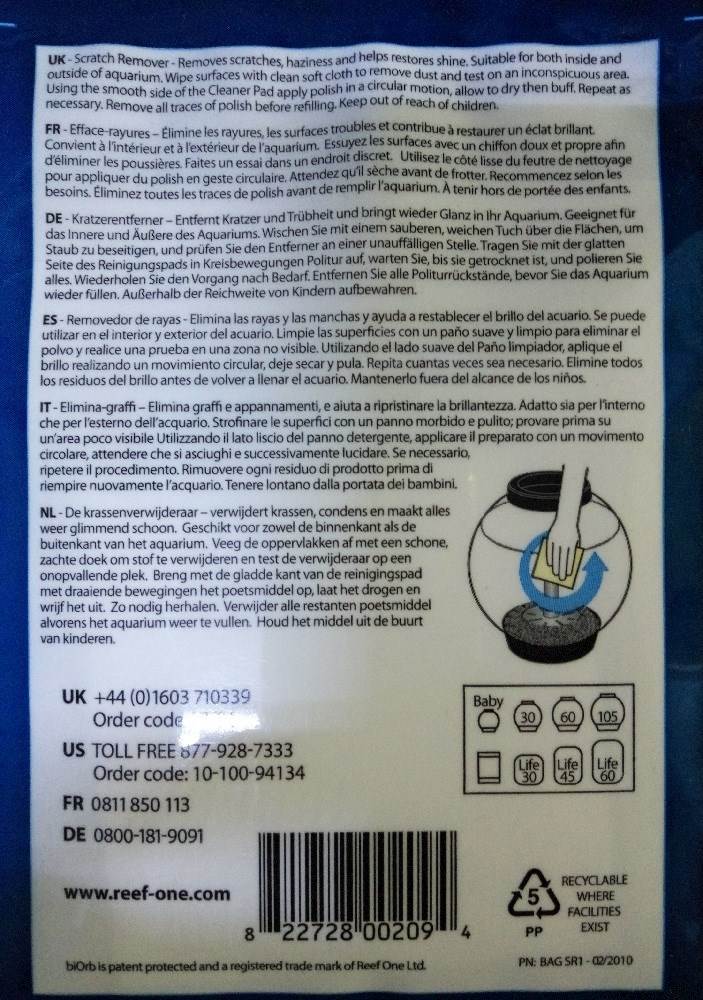 UK - Scratch Remover - Removes scratches, haziness and helps restores shine. Suitable for both inside and
outside of aquarium. Wipe surfaces with clean soft cloth to remove dust and test on an inconspicuous area.
Using the smooth side of the Cleaner Pad apply polish in a circular motion, allow to dry then buff. Repeat as
necessary. Remove all traces of polish before refilling. Keep out of reach of children.
FR - Efface-rayures – Élimine les rayures, les surfaces troubles et contribue à restaurer un éclat brillant.
Convient à l'intérieur et à l'extérieur de l'aquarium. Essuyez les surfaces avec un chiffon doux et propre afin
d'éliminer les poussières. Faites un essai dans un endroit discret. Utilisez le côté lisse du feutre de nettoyage
pour appliquer du polish en geste circulaire. Attendez qu'il sèche avant de frotter. Recommencez selon les
besoins. Éliminez toutes les traces de polish avant de remplir l'aquarium. À tenir hors de portée des enfants.
DE - Kratzerentferner – Entfernt Kratzer und Trübheit und bringt wieder Glanz in Ihr Aquarium. Geeignet für
das Innere und Äußere des Aquariums. Wischen Sie mit einem sauberen, weichen Tuch über die Flächen, um
Staub zu beseitigen, und prüfen Sie den Entferner an einer unauffälligen Stelle. Tragen Sie mit der glatten
Seite des Reinigungspads in Kreisbewegungen Politur auf, warten Sie, bis sie getrocknet ist, und polieren Sie
alles. Wiederholen Sie den Vorgang nach Bedarf. Entfernen Sie alle Politurrückstände, bevor Sie das Aquarium
wieder füllen. Außerhalb der Reichweite von Kindern aufbewahren.
ES - Removedor de rayas - Elimina las rayas y las manchas y ayuda a restablecer el brillo del acuario. Se puede
utilizar en el interior y exterior del acuario. Limpie las superficies con un paño suave y limpio para eliminar el
polvo y realice una prueba en una zona no visible. Utilizando el lado suave del Paño limpiador, aplique el
brillo realizando un movimiento circular, deje secar y pula. Repita cuantas veces sea necesario. Elimine todos
los residuos del brillo antes de volver a llenar el acuario. Mantenerlo fuera del alcance de los niños.
IT - Elimina-graffi – Elimina graffi e appannamenti, e aiuta a ripristinare la brillantezza. Adatto sia per l'interno
che per l'esterno dell'acquario. Strofinare le superfici con un panno morbido e pulito; provare prima su
un'area poco visibile Utilizzando il lato liscio del panno detergente, applicare il preparato con un movimento
circolare, attendere che si asciughi e successivamente lucidare. Se necessario,
ripetere il procedimento. Rimuovere ogni residuo di prodotto prima di
riempire nuovamente l'acquario. Tenere lontano dalla portata dei bambini.
NL - De krassenverwijderaar – verwijdert krassen, condens en maakt alles
weer glimmend schoon. Geschikt voor zowel de binnenkant als de
buitenkant van het aquarium. Veeg de oppervlakken af met een schone,
zachte doek om stof te verwijderen en test de verwijderaar op een
onopvallende plek. Breng met de gladde kant van de reinigingspad
met draaiende bewegingen het poetsmiddel op, laat het drogen en
wrijf het uit. Zo nodig herhalen. Verwijder alle restanten poetsmiddel
alvorens het aquarium weer te vullen. Houd het middel uit de buurt
van kinderen.
UK +44 (0)1603 710339
Order code
US TOLL FREE 877-928-7333
Order code: 10-100-94134
FR 0811 850 113
DE 0800-181-9091
www.reef-one.com
Baby
30 60 105
Life 30 Life 45 Life 60
8 22728 00209 4
5
PP
RECYCLABLE
WHERE
FACILITIES
EXIST
biOrb is patent protected and a registered trade mark of Reef One Ltd.
PN: BAG SR1 - 02/2010